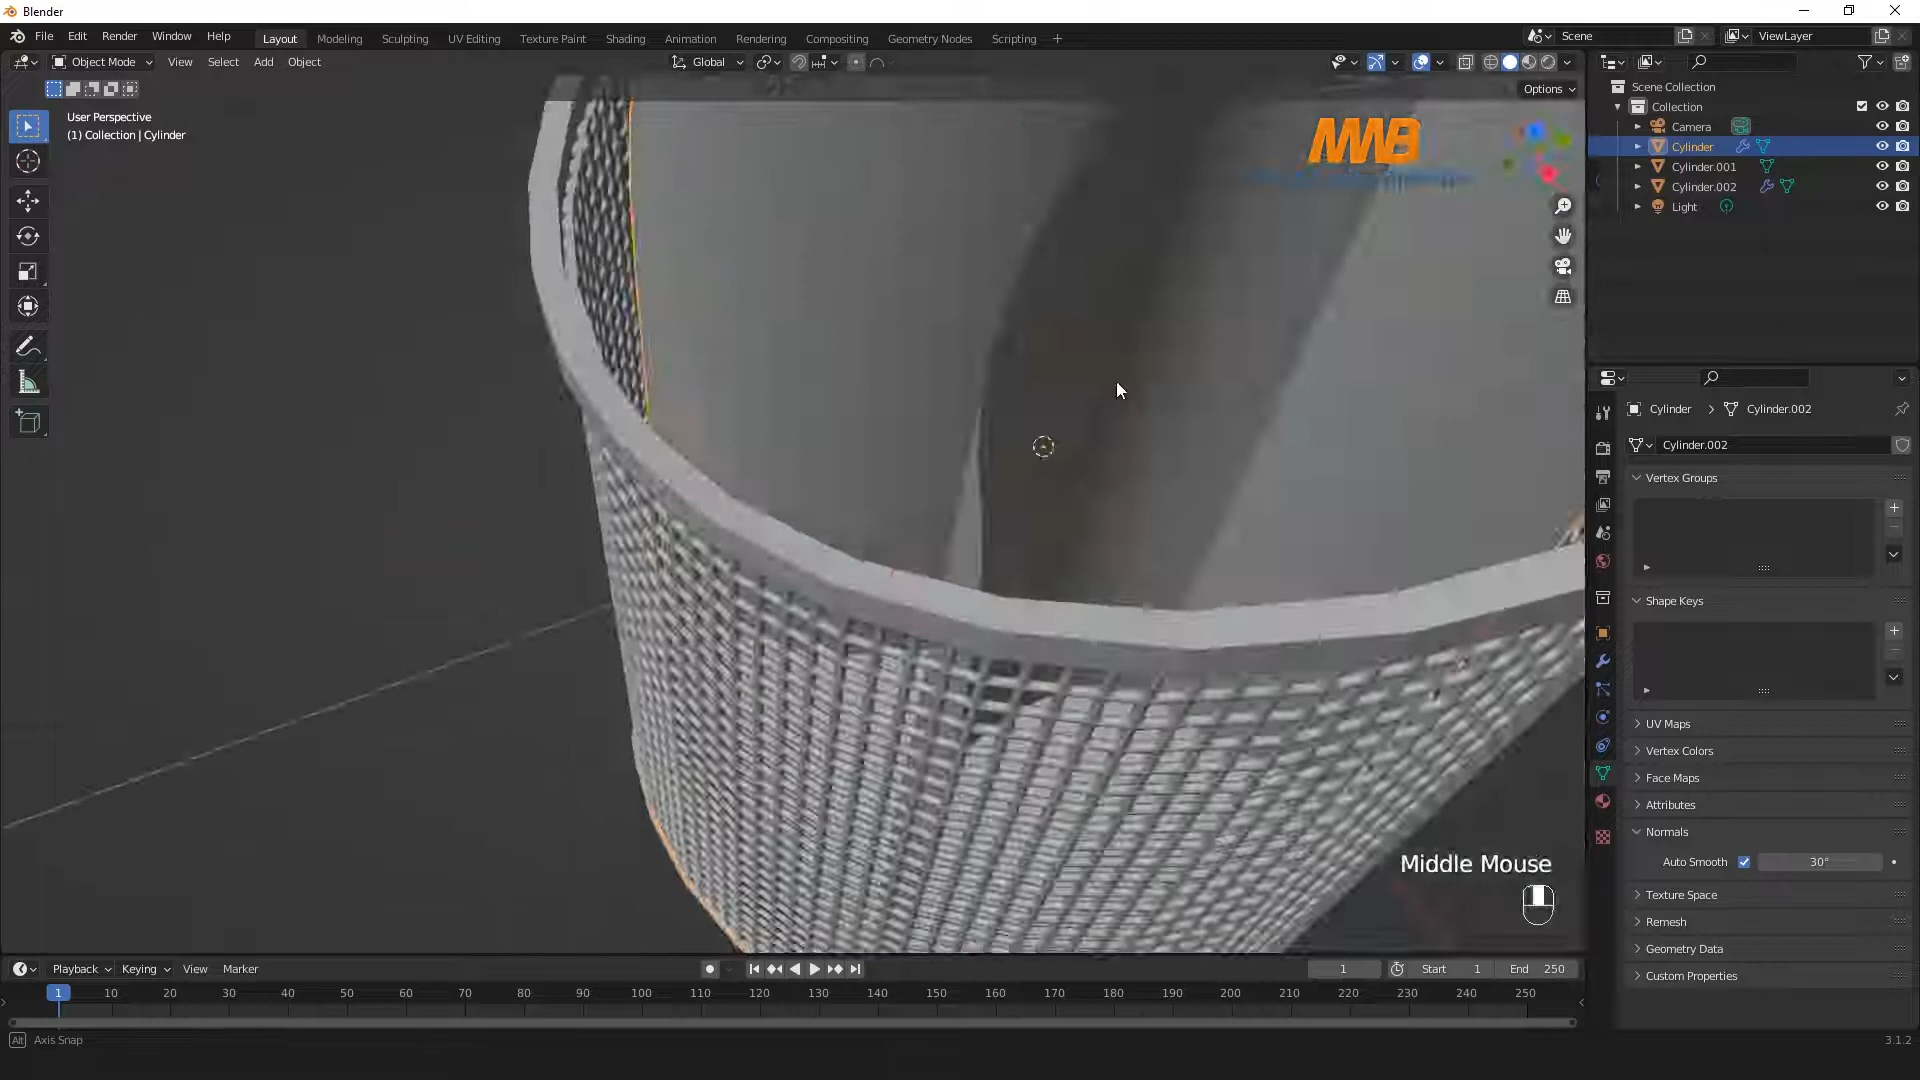 Blender
File Edit Render Window Help
Layout Modeling Sculpting UV Editing Texture Paint Shading Animation Rendering Compositing Geometry Nodes Scripting +
Scene
ViewLayer
Object Mode View Select Add Object
Global
Options
User Perspective
(1) Collection | Cylinder
MWB
Scene Collection
Collection
Camera
Cylinder
Cylinder.001
Cylinder.002
Light
Cylinder > Cylinder.002
Cylinder.002
Vertex Groups
Shape Keys
UV Maps
Vertex Colors
Face Maps
Attributes
Normals
Auto Smooth 30°
Texture Space
Remesh
Geometry Data
Custom Properties
Middle Mouse
Playback Keying View Marker
1 Start 1 End 250
1 10 20 30 40 50 60 70 80 90 100 110 120 130 140 150 160 170 180 190 200 210 220 230 240 250
Alt Axis Snap
3.1.2